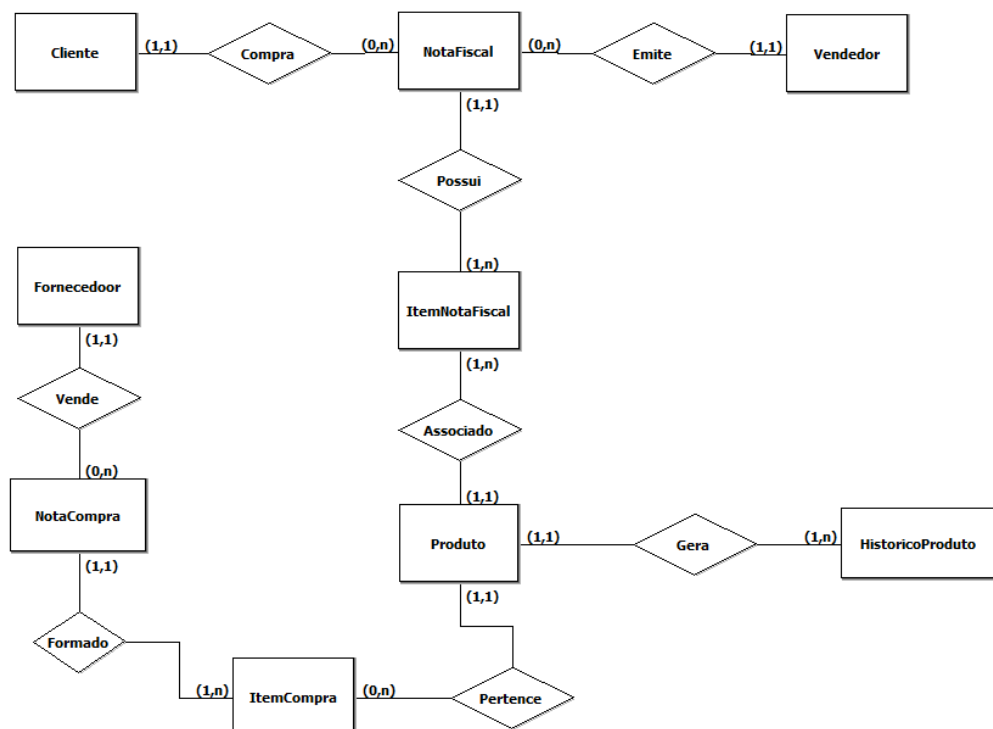 Cliente
(1,1)
Compra
(0,n)
NotaFiscal
(0,n)
Emite
(1,1)
Vendedor
(1,1)
Possui
(1,n)
ItemNotaFiscal
(1,n)
Associado
(1,1)
Fornecedoor
(1,1)
Vende
(0,n)
NotaCompra
(1,1)
Formado
(1,n)
ItemCompra
(0,n)
Pertence
(1,1)
Produto
(1,1)
Gera
(1,n)
HistoricoProduto